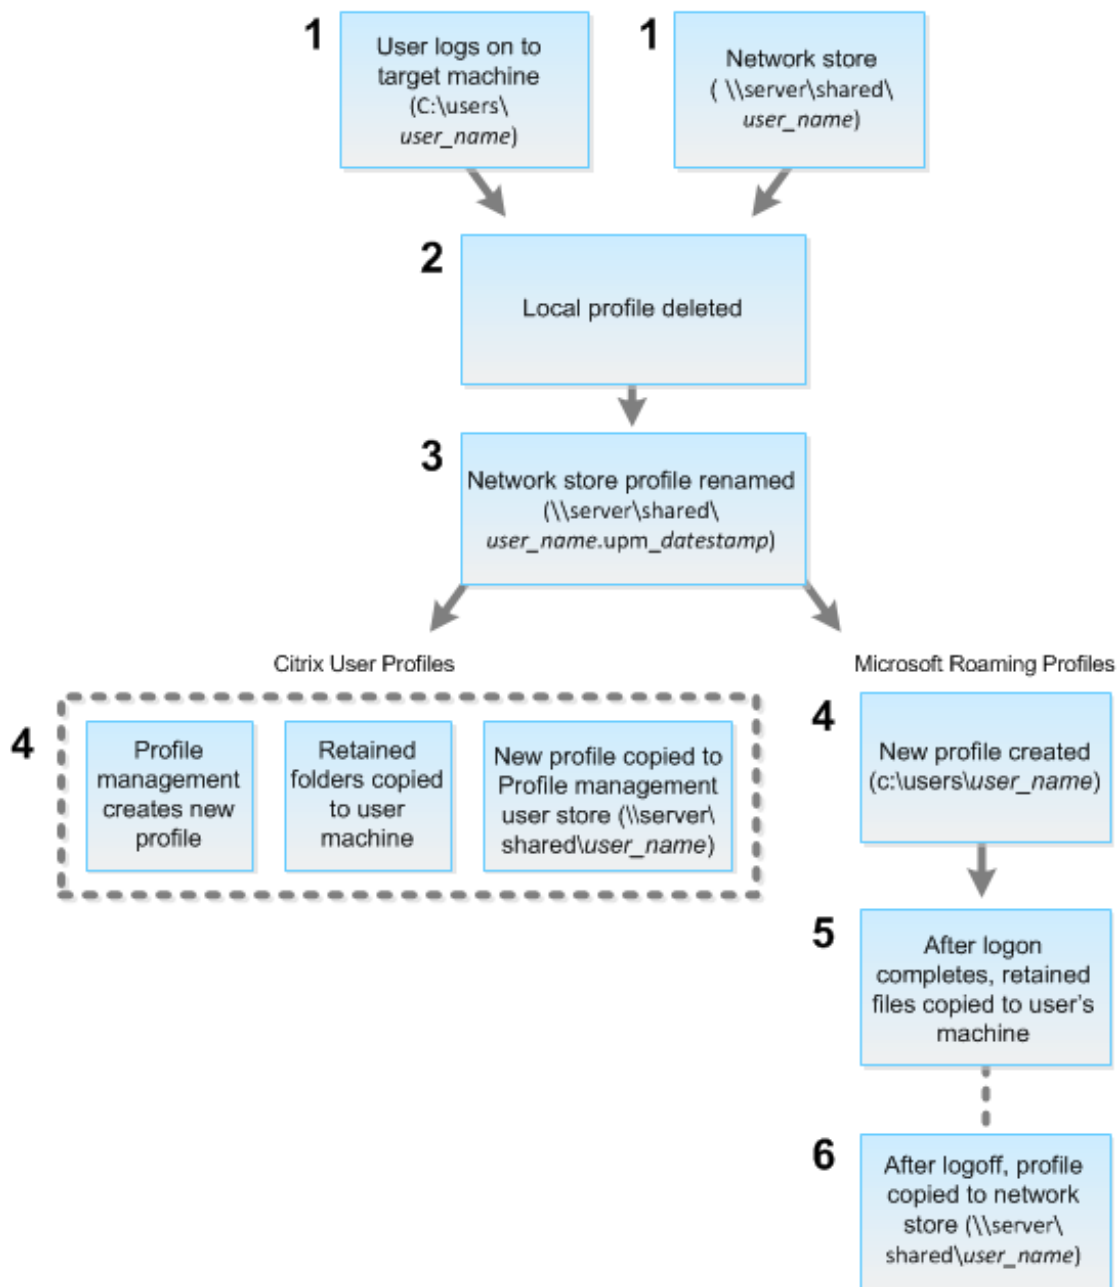 1
User logs on to
target machine
(C:\users\
user_name)
1
Network store
( \\server\shared\
user_name)
2
Local profile deleted
3
Network store profile renamed
(\\server\shared\
user_name.upm_datestamp)
Citrix User Profiles
4
Profile
management
creates new
profile
Retained
folders copied
to user
machine
New profile copied to
Profile management
user store (\\server\
shared\user_name)
Microsoft Roaming Profiles
4
New profile created
(c:\users\user_name)
5
After logon
completes, retained
files copied to user's
machine
6
After logoff, profile
copied to network
store (\\server\
shared\user_name)